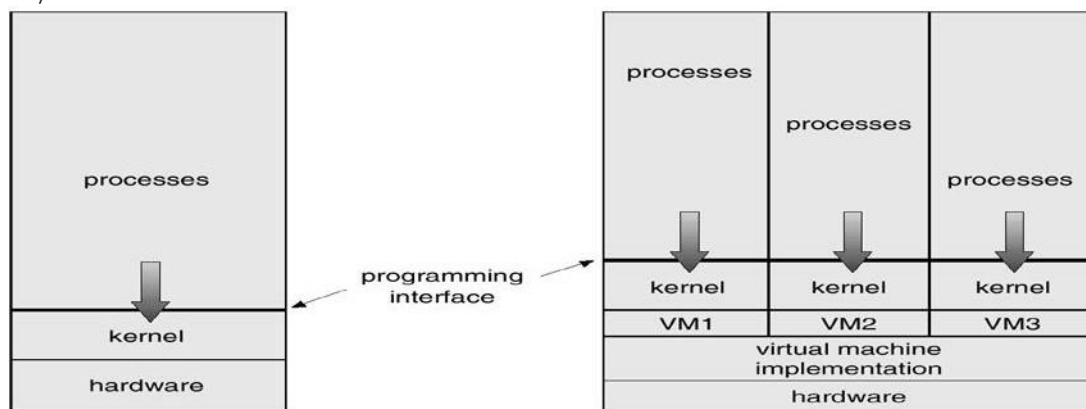 processes
kernel
hardware
programming
interface
processes
processes
processes
kernel kernel kernel
VM1 VM2 VM3
virtual machine
implementation
hardware